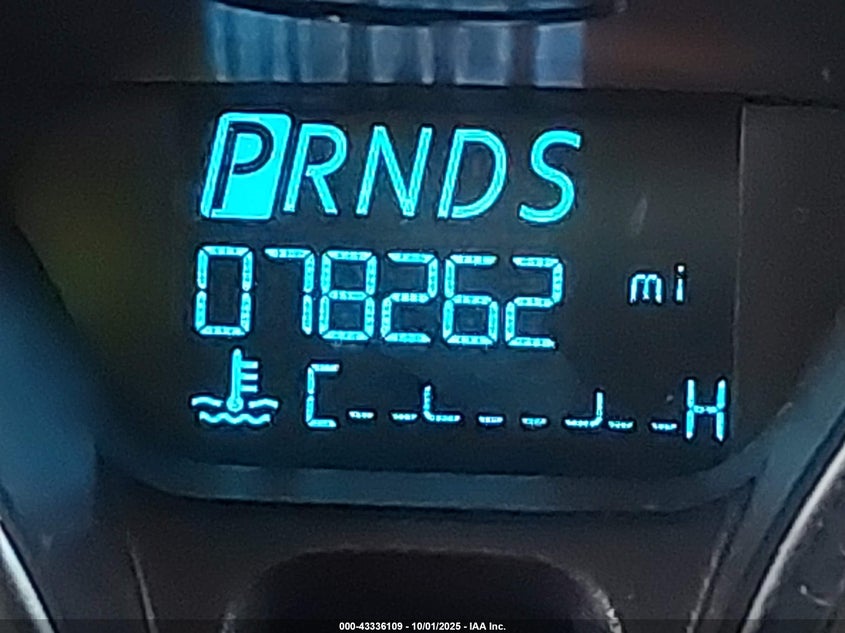 PRNDS
078262 mi
C H
000-43336109 - 10/01/2025 - IAA Inc.